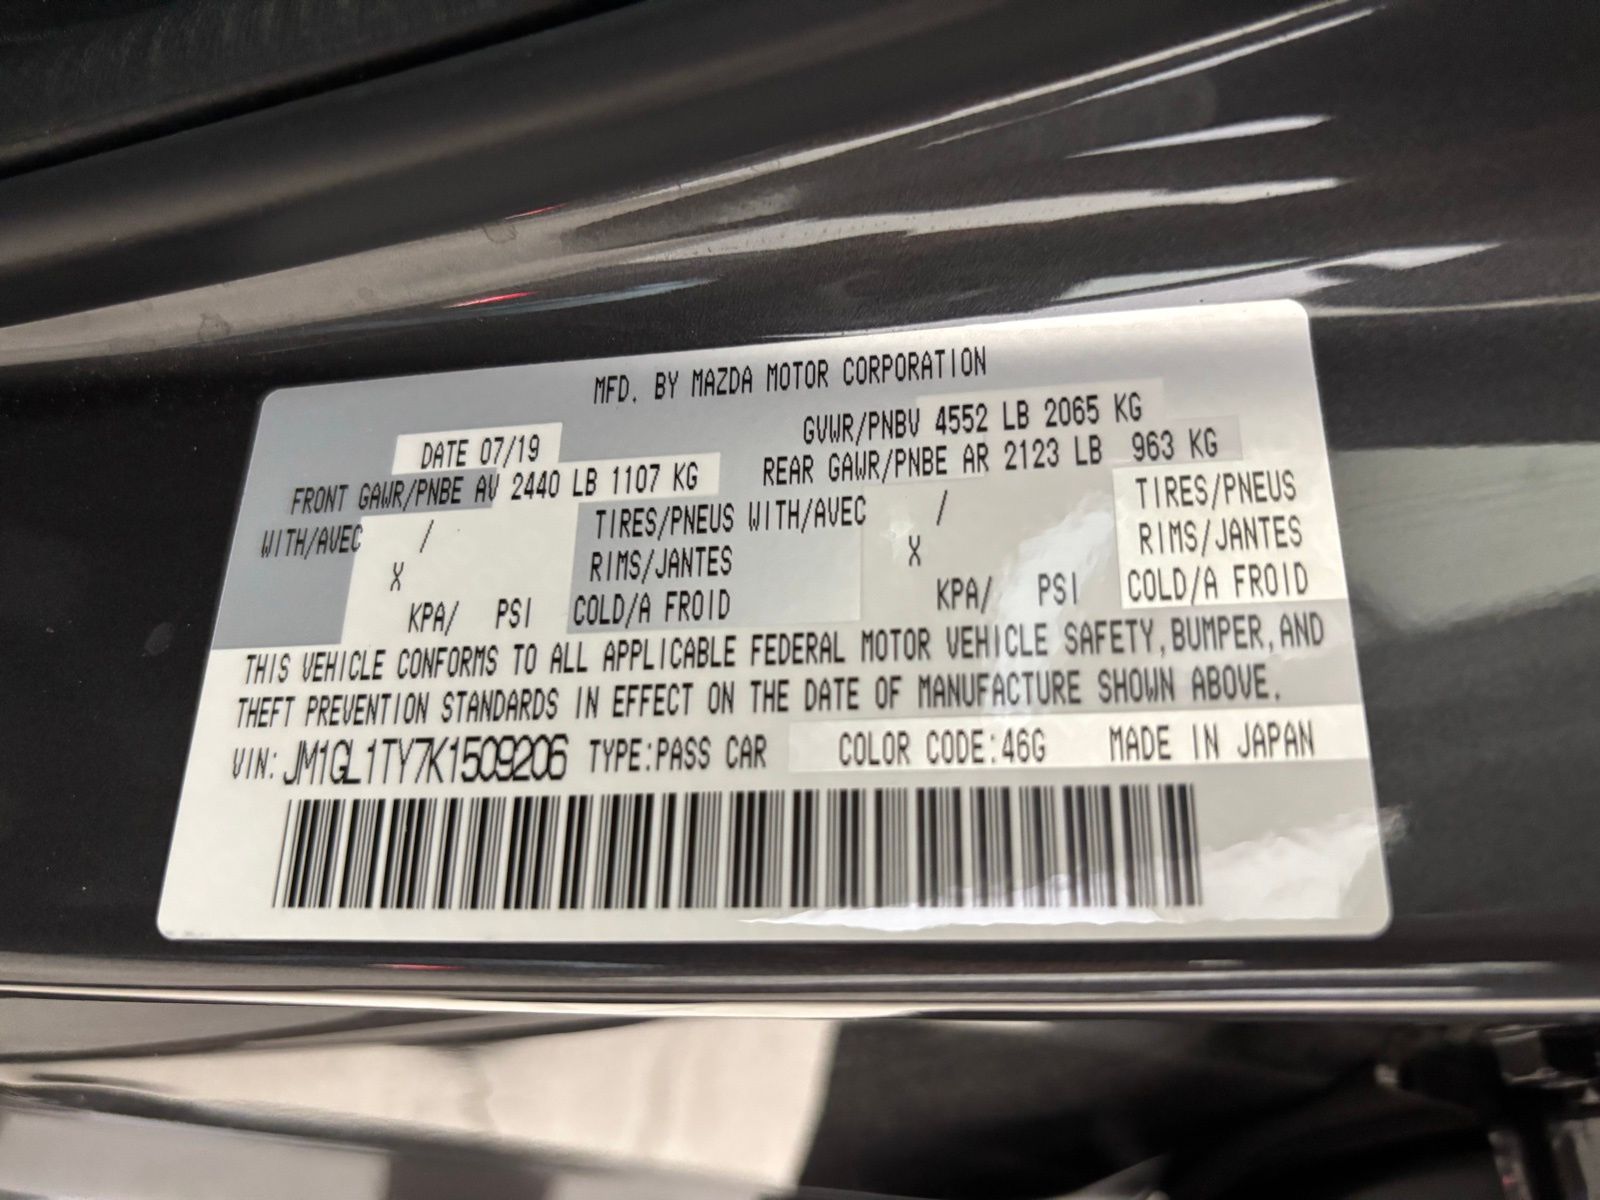 MFD. BY MAZDA MOTOR CORPORATION
DATE 07/19 GVWR/PNBV 4552 LB 2065 KG
FRONT GAWR/PNBE AV 2440 LB 1107 KG REAR GAWR/PNBE AR 2123 LB 963 KG
WITH/AVEC / TIRES/PNEUS WITH/AVEC / TIRES/PNEUS
X RIMS/JANTES X RIMS/JANTES
KPA/ PSI COLD/A FROID KPA/ PSI COLD/A FROID
THIS VEHICLE CONFORMS TO ALL APPLICABLE FEDERAL MOTOR VEHICLE SAFETY, BUMPER, AND
THEFT PREVENTION STANDARDS IN EFFECT ON THE DATE OF MANUFACTURE SHOWN ABOVE.
VIN: JM1GL1TY7K1509206 TYPE:PASS CAR COLOR CODE:46G MADE IN JAPAN